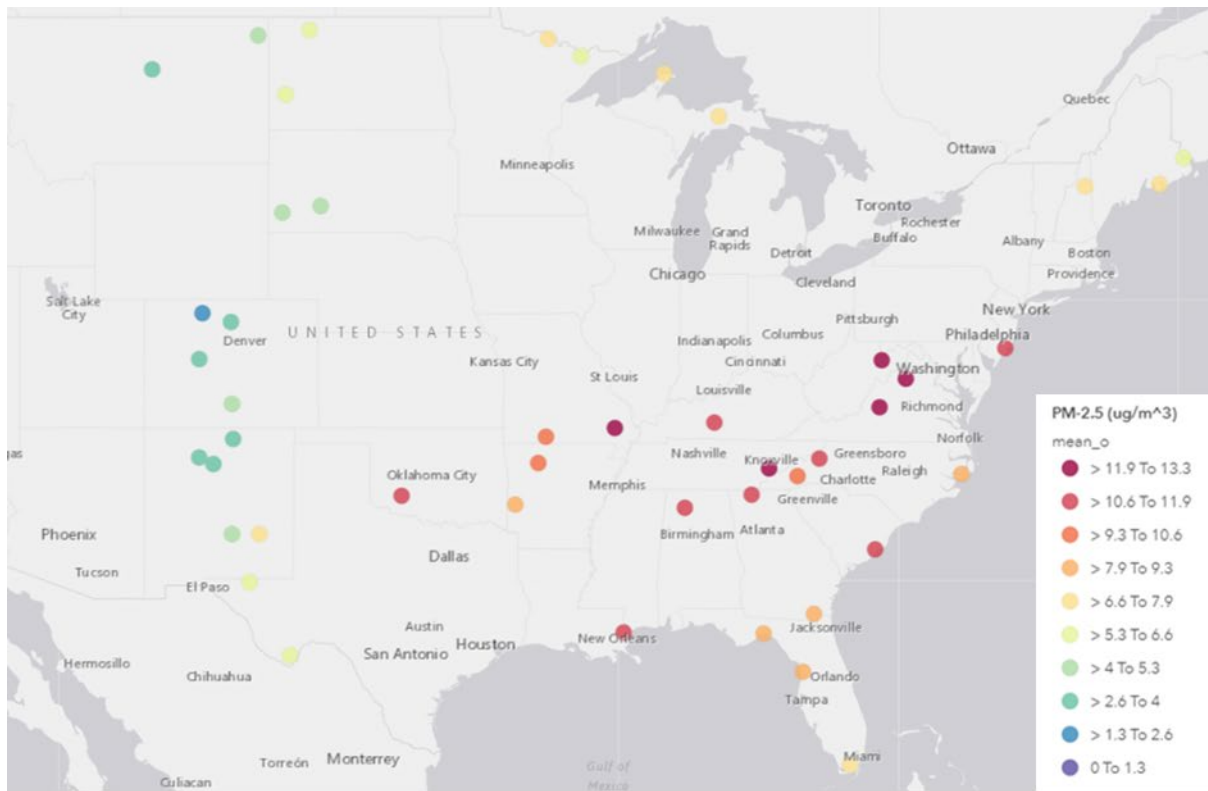 Quebec
Ottawa
Minneapolis
Toronto
Rochester
Buffalo
Milwaukee
Grand
Rapids
Detroit
Albany
Boston
Providence
Chicago
Cleveland
Salt Lake
City
New York
Pittsburgh
Philadelphia
Denver
UNITED STATES
Columbus
Indianapolis
Cincinnati
Kansas City
St Louis
Washington
Louisville
Richmond
Norfolk
gas
Nashville
Knoxville
Greensboro
Raleigh
Oklahoma City
Charlotte
Memphis
Greenville
Phoenix
Birmingham
Atlanta
Dallas
Tucson
El Paso
Austin
Houston
New Orleans
Jacksonville
San Antonio
Hermosillo
Chihuahua
Orlando
Tampa
Monterrey
Torreón
Miami
Gulf of
Mexico
Culiacan
PM-2.5 (ug/m^3)
mean_o
> 11.9 To 13.3
> 10.6 To 11.9
> 9.3 To 10.6
> 7.9 To 9.3
> 6.6 To 7.9
> 5.3 To 6.6
> 4 To 5.3
> 2.6 To 4
> 1.3 To 2.6
0 To 1.3